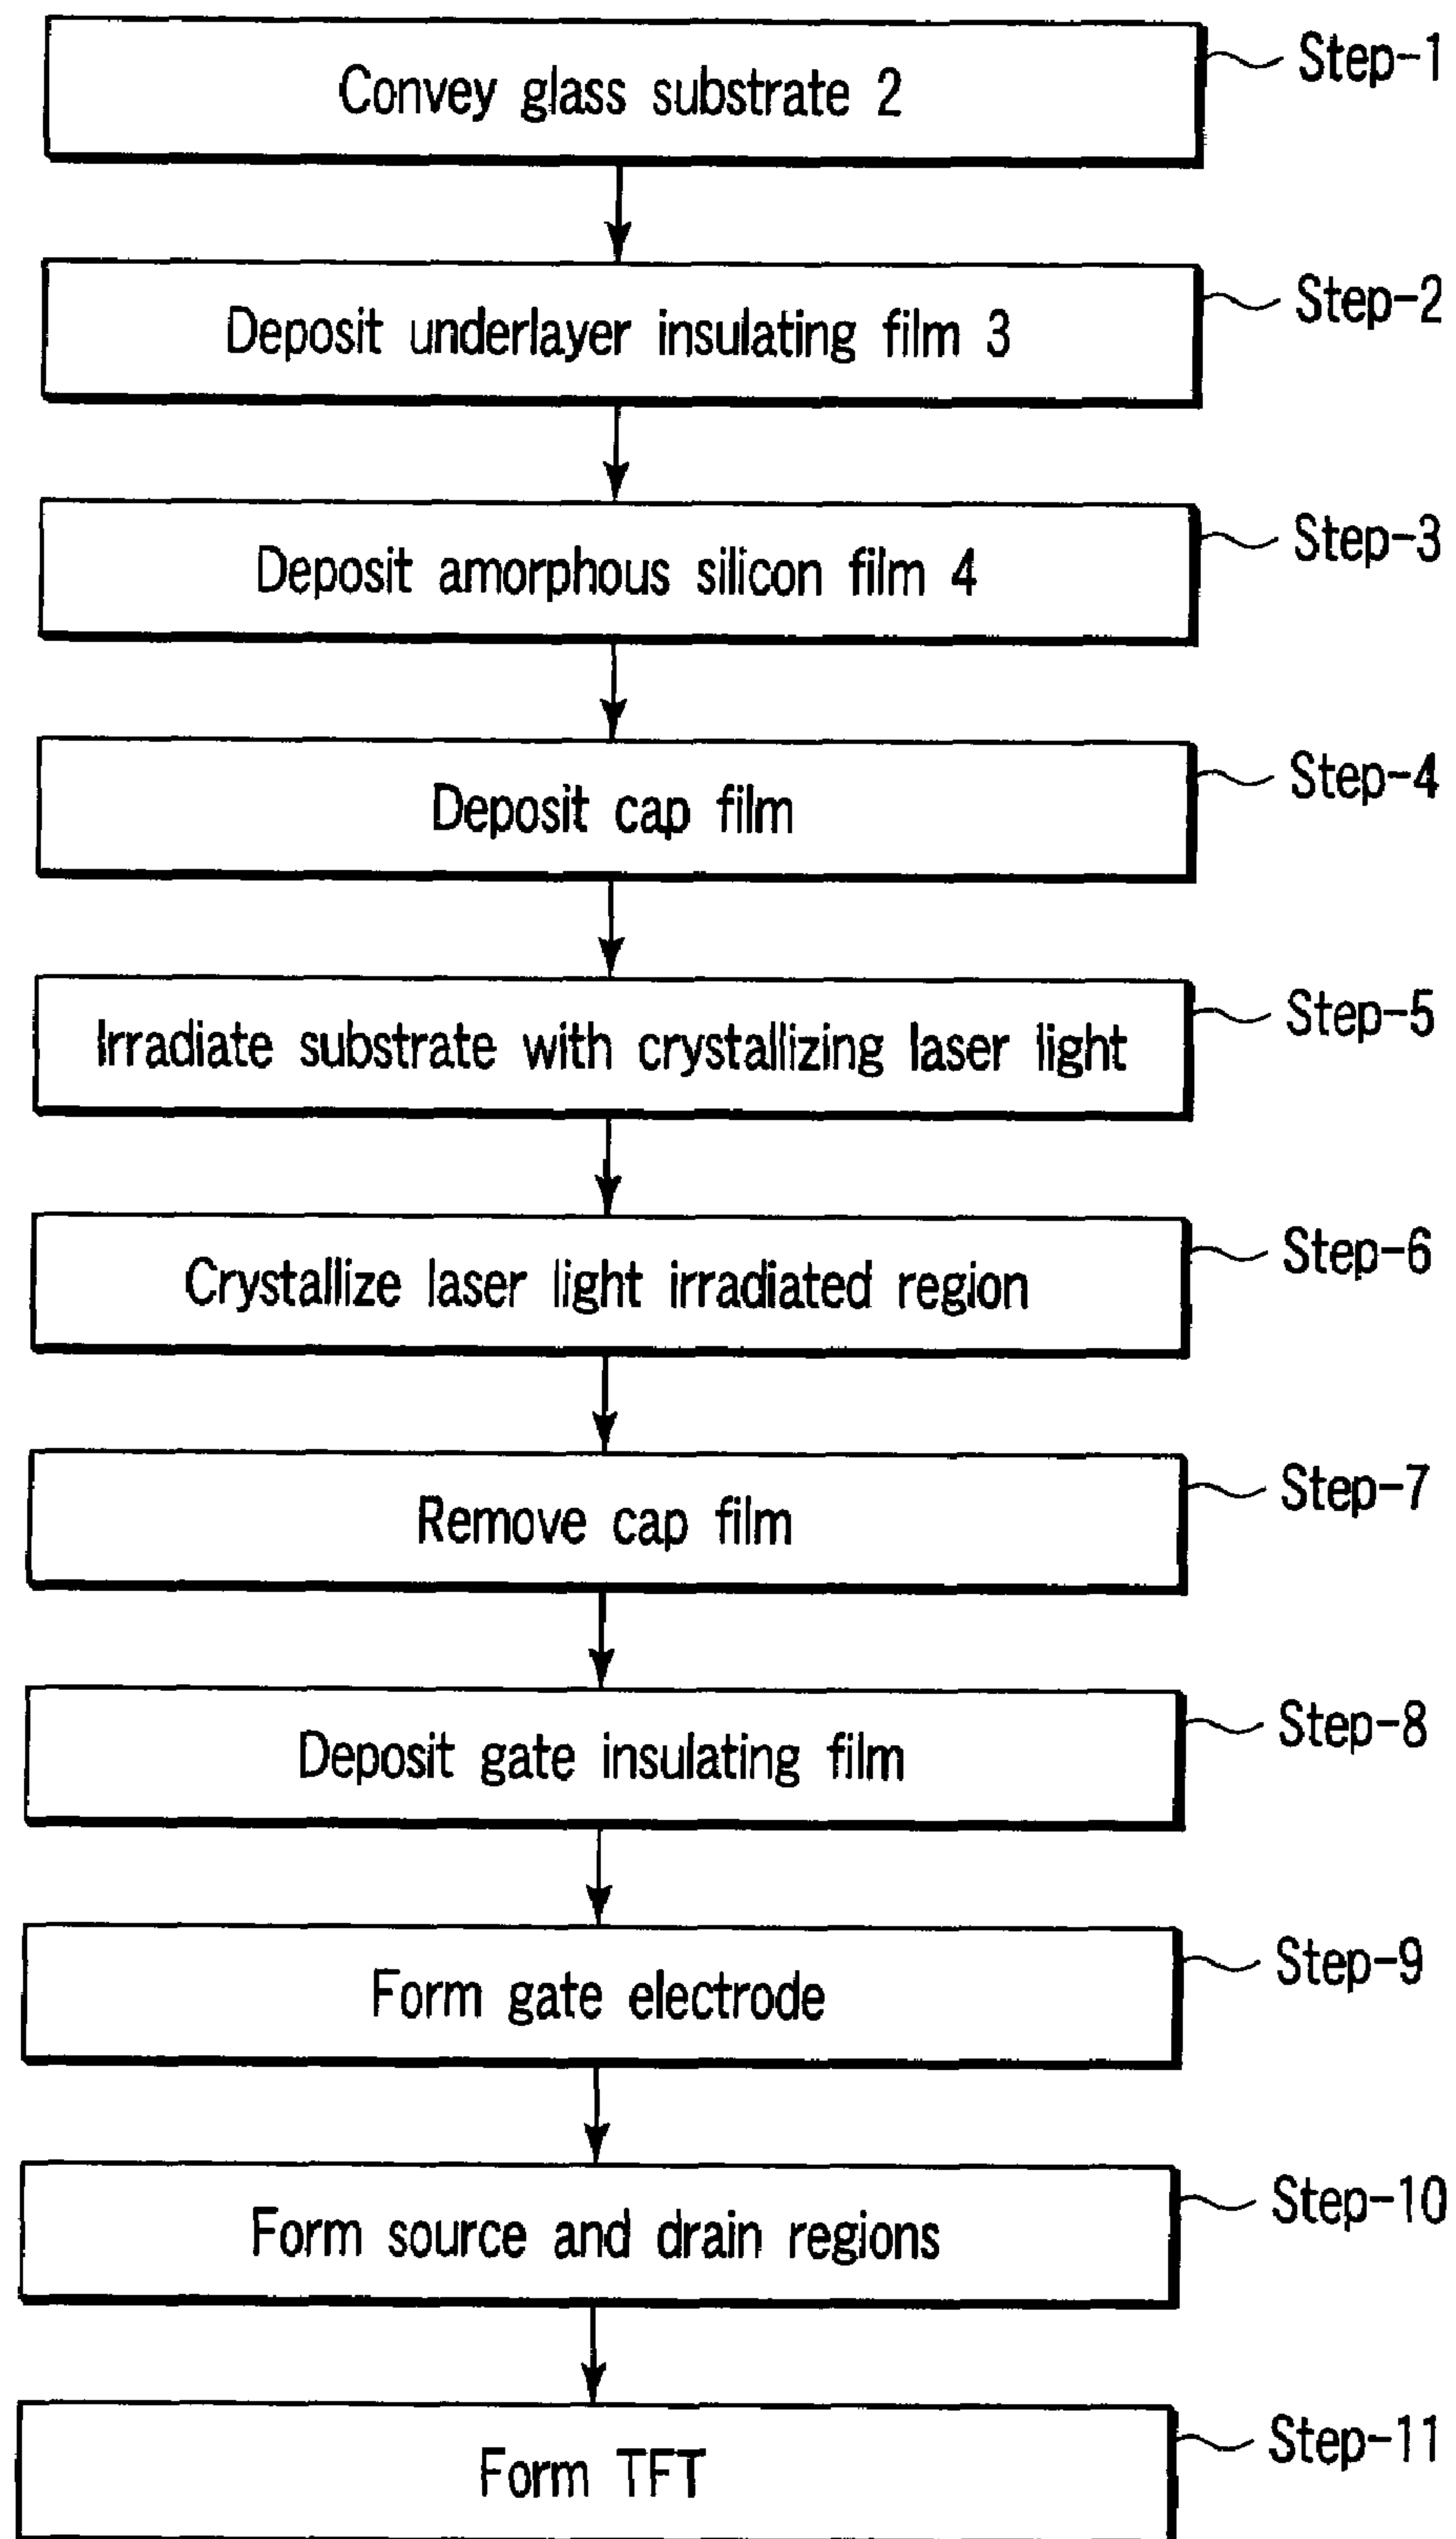 Convey glass substrate 2
Step-1
Deposit underlayer insulating film 3
Step-2
Deposit amorphous silicon film 4
Step-3
Deposit cap film
Step-4
Irradiate substrate with crystallizing laser light
Step-5
Crystallize laser light irradiated region
Step-6
Remove cap film
Step-7
Deposit gate insulating film
Step-8
Form gate electrode
Step-9
Form source and drain regions
Step-10
Form TFT
Step-11